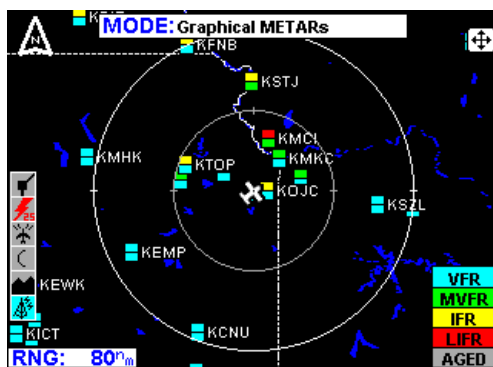 MODE: Graphical METARs
N
KFNB
KSTJ
KMCI
KMKC
KMHK
KTOP
KOJC
KSZL
25
KEMP
KEWK
VFR
MVFR
IFR
LIFR
AGED
KICT
KCNU
RNG: 80nm